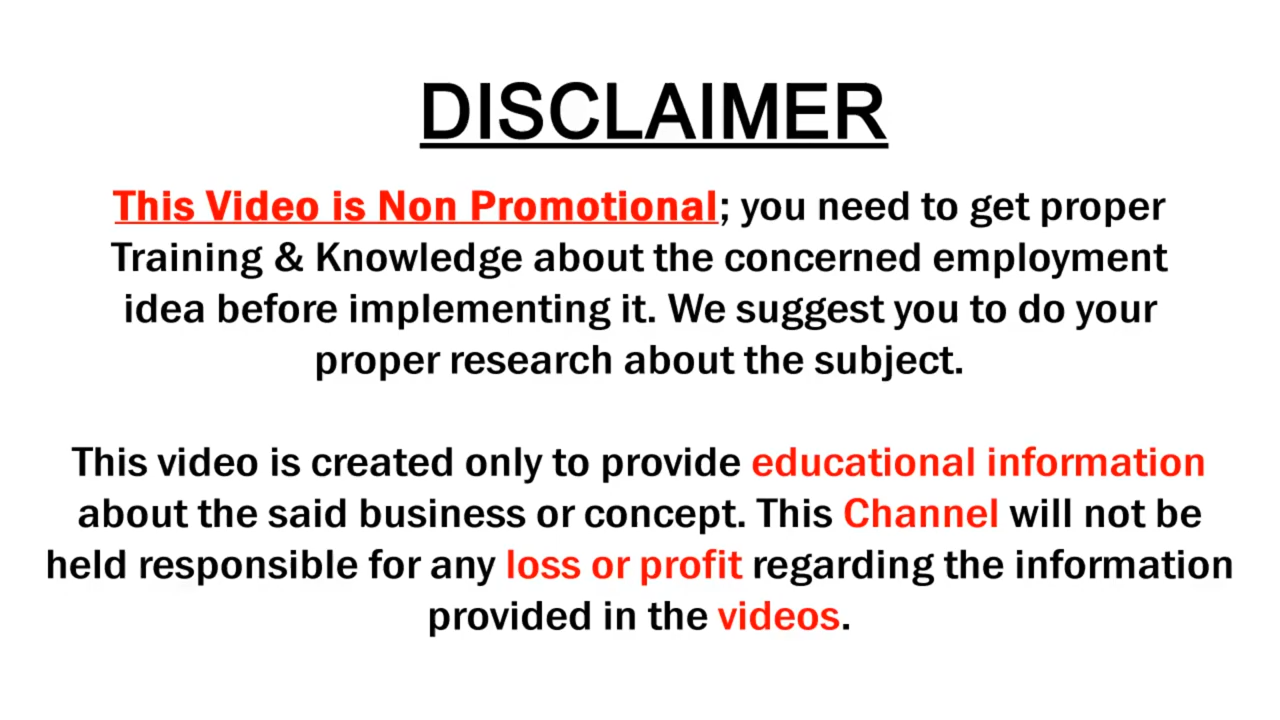 DISCLAIMER
This Video is Non Promotional; you need to get proper
Training & Knowledge about the concerned employment
idea before implementing it. We suggest you to do your
proper research about the subject.
This video is created only to provide educational information
about the said business or concept. This Channel will not be
held responsible for any loss or profit regarding the information
provided in the videos.